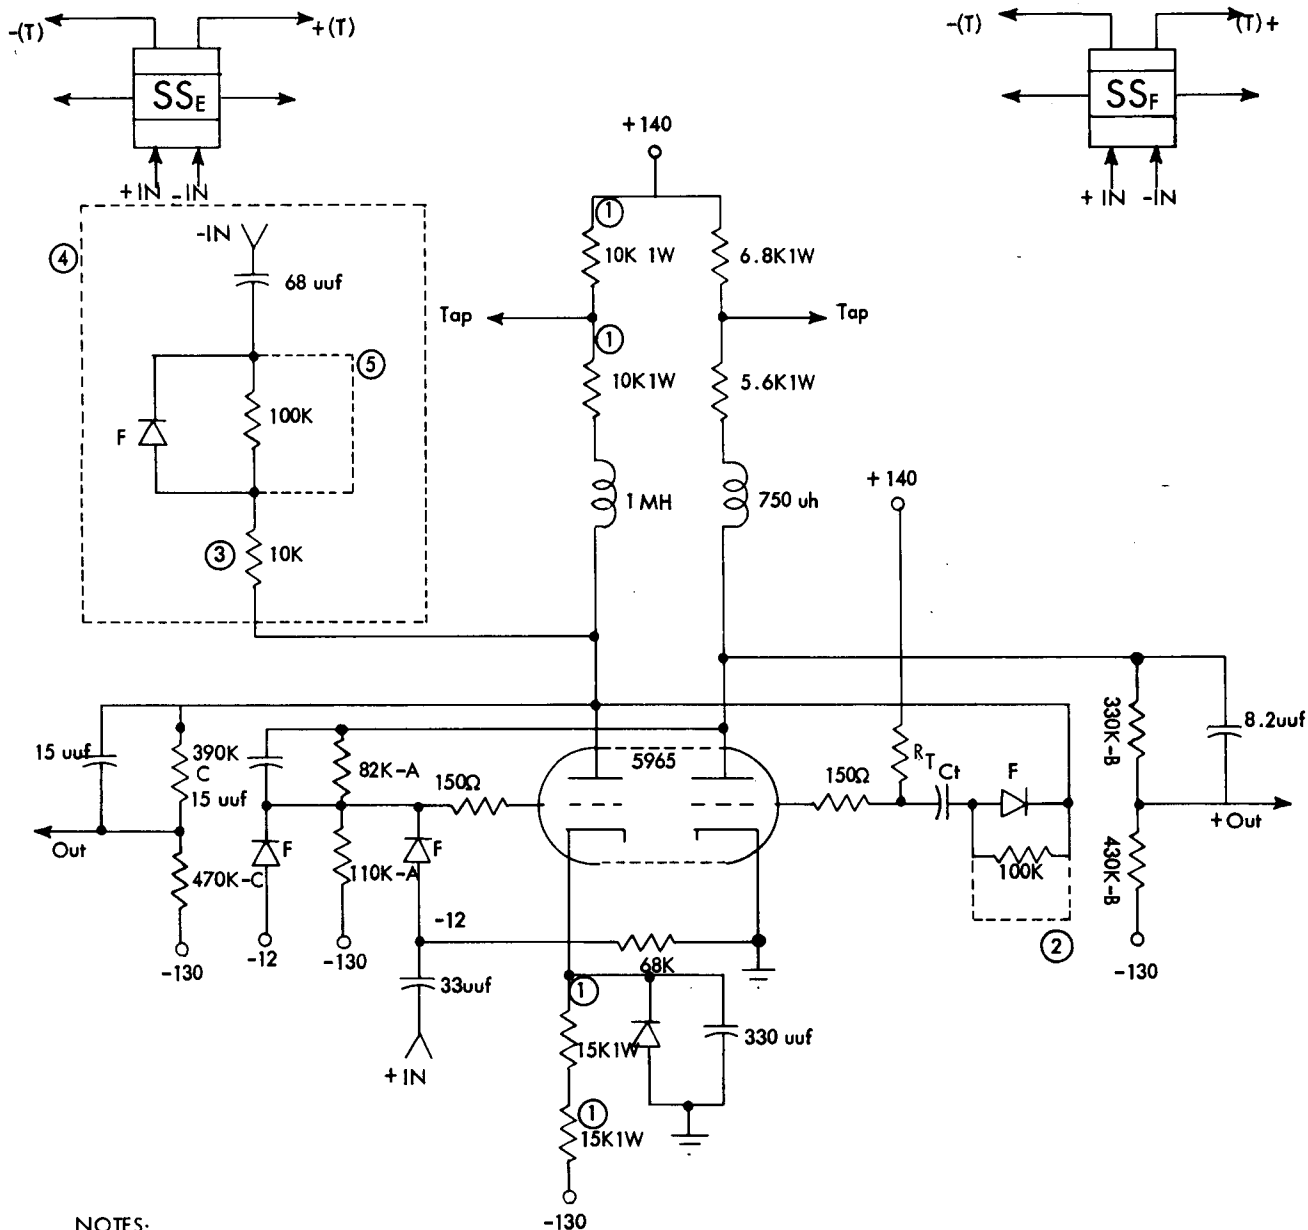 -(T)
+(T)
SSE
+IN -IN
-(T)
(T)+
SSF
+ IN -IN
+140
④
-IN
68 uuf
⑤
F
100K
③
10K
①
10K 1W
6.8K1W
Tap
Tap
①
10K1W
5.6K1W
1 MH
750 uh
+140
15 uuf
390K
C
15 uuf
82K-A
150Ω
5965
150Ω
RT
Ct
F
330K-B
8.2uuf
Out
+Out
470K-C
F
110K-A
F
100K
430K-B
-12
②
-130
-12
-130
68K
-130
33uuf
①
330 uuf
15K1W
+IN
①
15K1W
-130
NOTES: